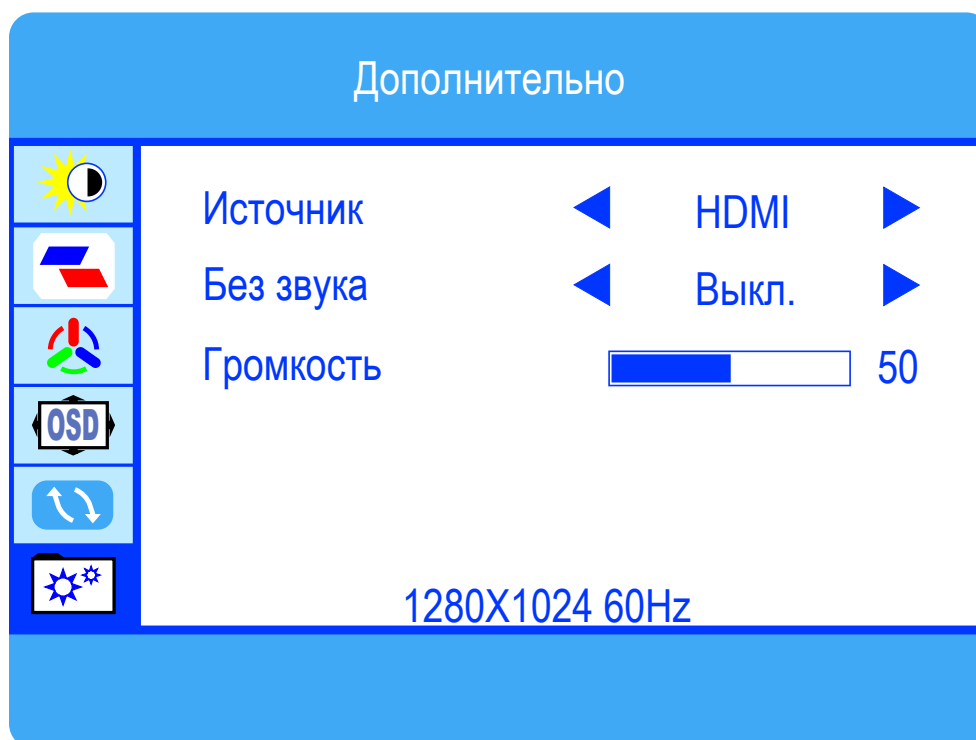 Дополнительно
Источник HDMI
Без звука Выкл.
Громкость 50
OSD
1280X1024 60Hz